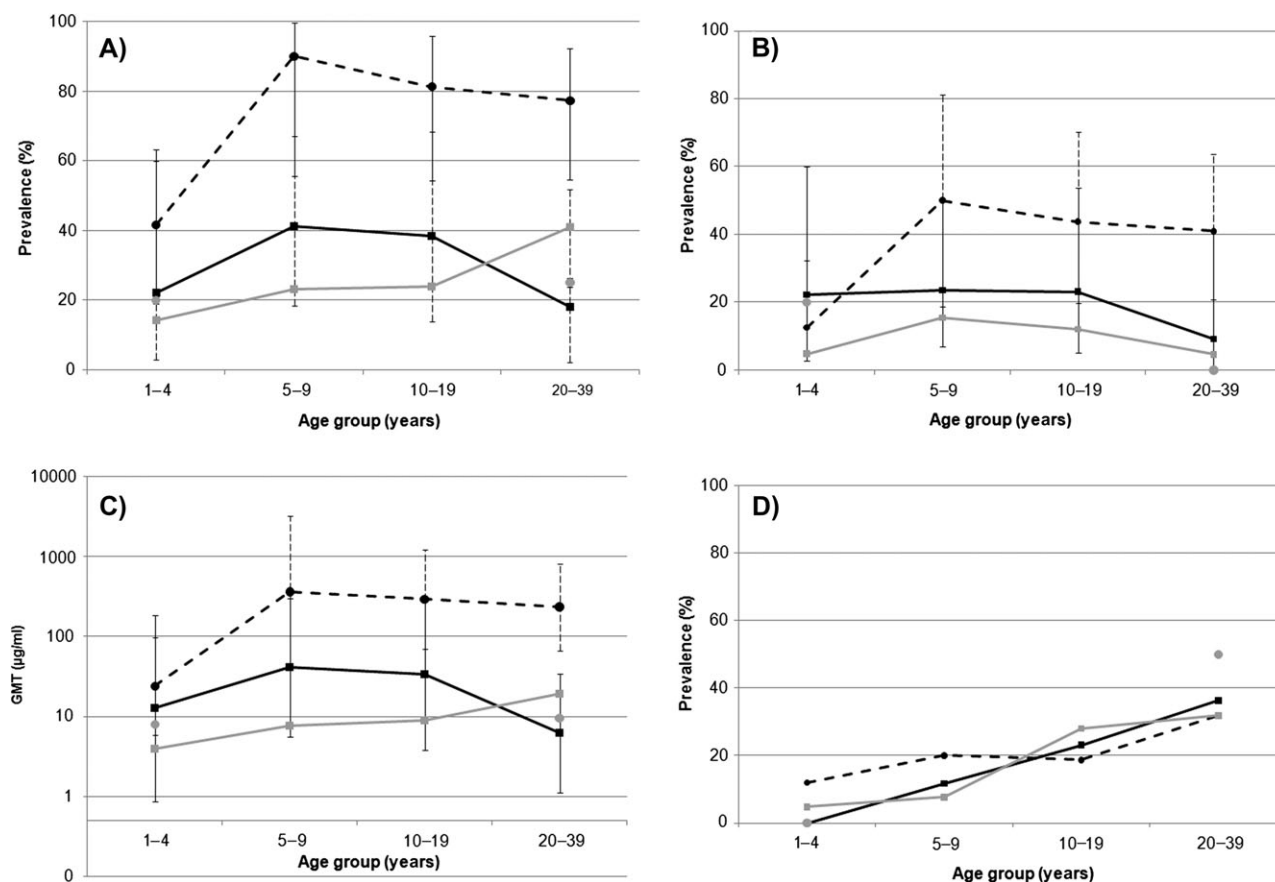 A)
Prevalence (%)
100
80
60
40
20
0
1–4 5–9 10–19 20–39
Age group (years)
B)
Prevalence (%)
100
80
60
40
20
0
1–4 5–9 10–19 20–39
Age group (years)
C)
GMT (µg/ml)
10000
1000
100
10
1
0
1–4 5–9 10–19 20–39
Age group (years)
D)
Prevalence (%)
100
80
60
40
20
0
1–4 5–9 10–19 20–39
Age group (years)